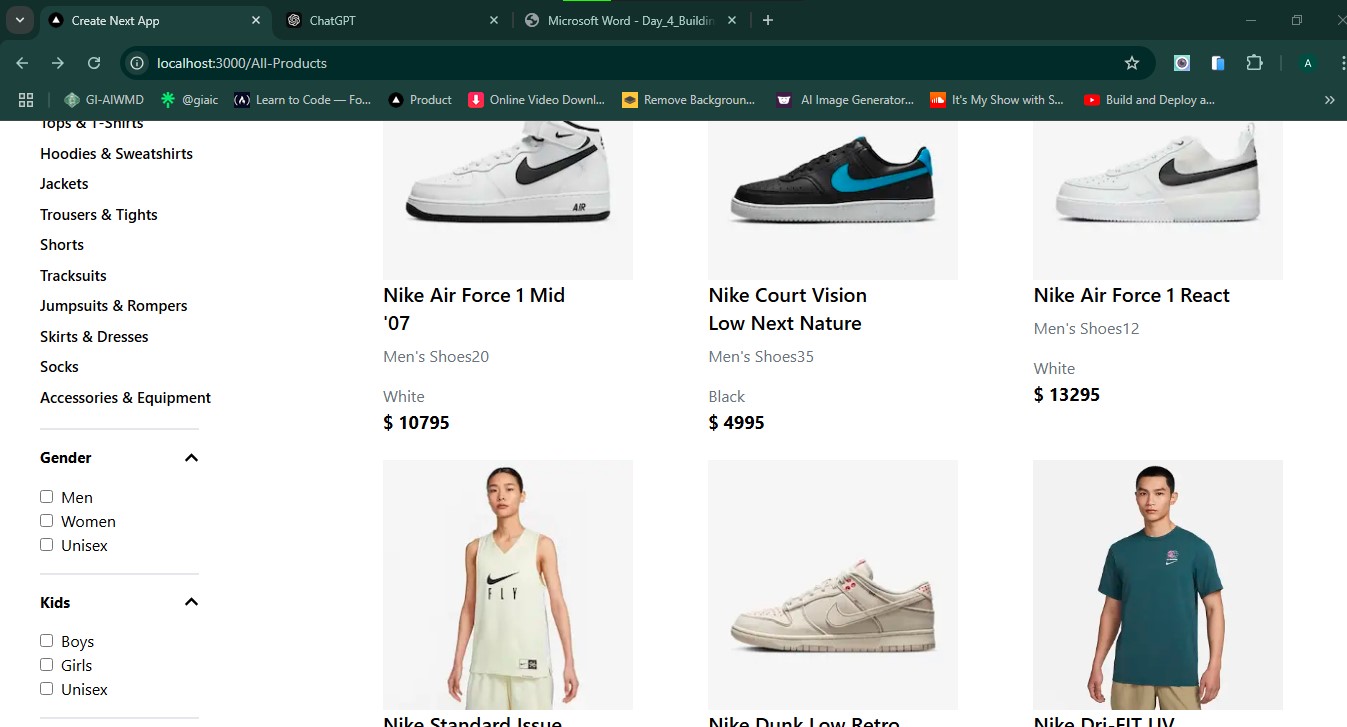 Create Next App
ChatGPT
Microsoft Word - Day_4_Buildin
localhost:3000/All-Products
A
GI-AIWMD
@giaic
Learn to Code — Fo...
Product
Online Video Downl...
Remove Backgroun...
AI Image Generator...
It's My Show with S...
Build and Deploy a...
Tops & T-Shirts
Hoodies & Sweatshirts
Jackets
Trousers & Tights
Shorts
Tracksuits
Jumpsuits & Rompers
Skirts & Dresses
Socks
Accessories & Equipment
Gender
Men
Women
Unisex
Kids
Boys
Girls
Unisex
AIR
Nike Air Force 1 Mid
'07
Men's Shoes20
White
$ 10795
Nike Court Vision
Low Next Nature
Men's Shoes35
Black
$ 4995
Nike Air Force 1 React
Men's Shoes12
White
$ 13295
FLY
Nike Standard Issue
Nike Dunk Low Retro
Nike Dri-FIT UV